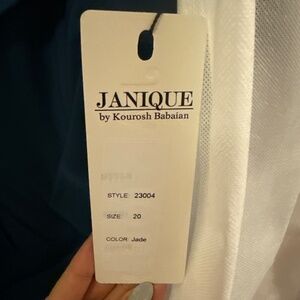 JANIQUE
by Kourosh Babaian
STYLE: 23004
SIZE: 20
COLOR: Jade